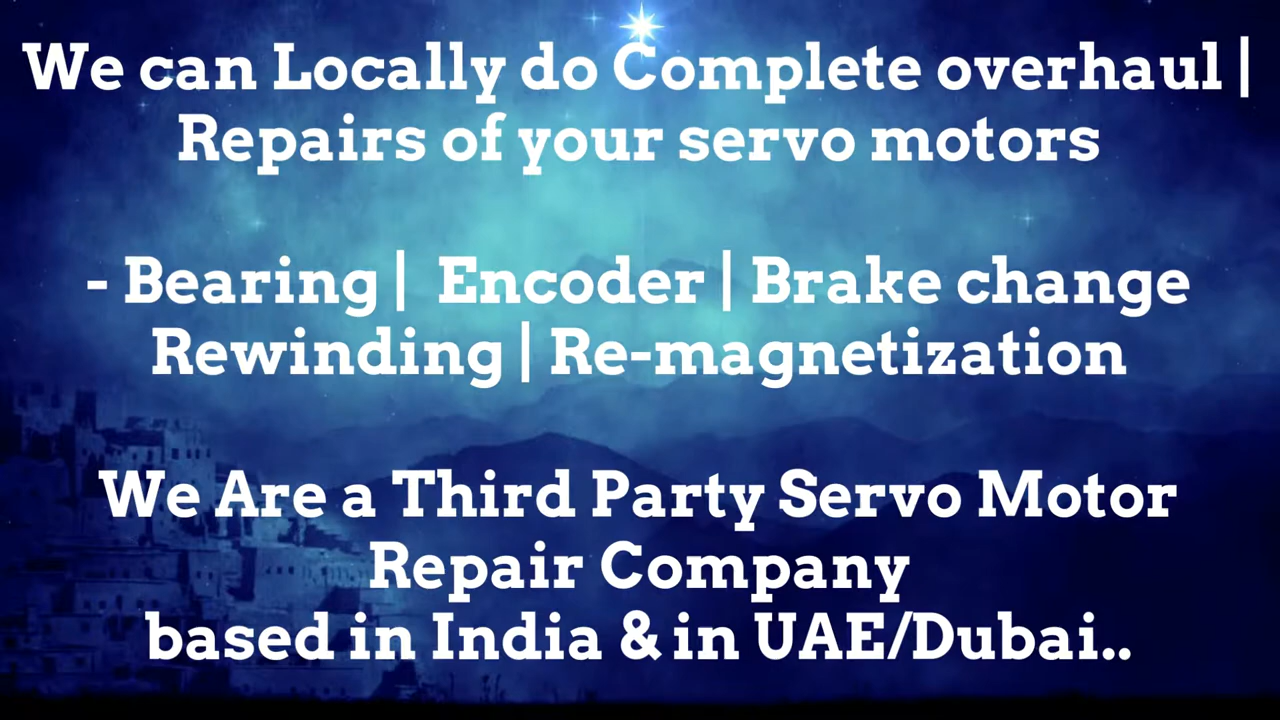 We can Locally do Complete overhaul |
Repairs of your servo motors
- Bearing | Encoder | Brake change
Rewinding | Re-magnetization
We Are a Third Party Servo Motor
Repair Company
based in India & in UAE/Dubai..